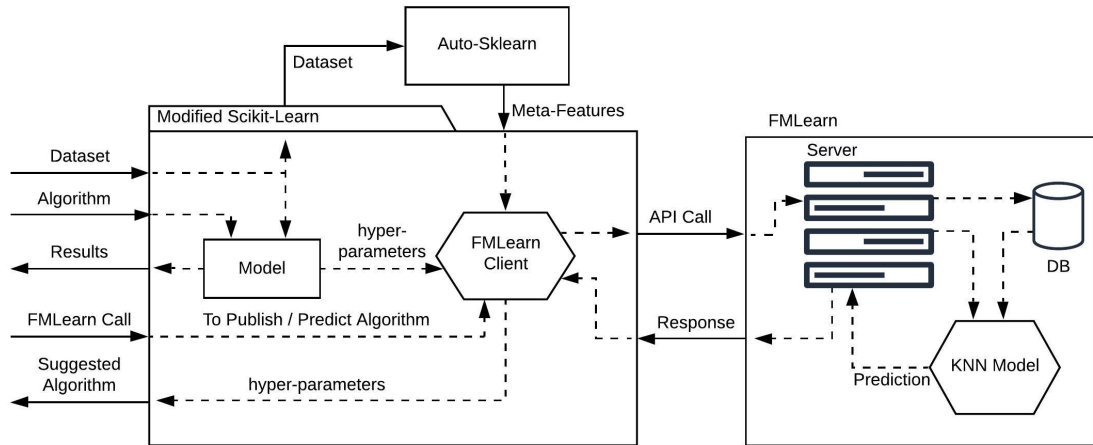 Auto-Sklearn
Dataset
Meta-Features
Modified Scikit-Learn
FMLearn
Server
Dataset
Algorithm
API Call
hyper-
parameters
FMLearn
Client
Results
Model
DB
To Publish / Predict Algorithm
FMLearn Call
Response
Suggested
Algorithm
hyper-parameters
Prediction
KNN Model